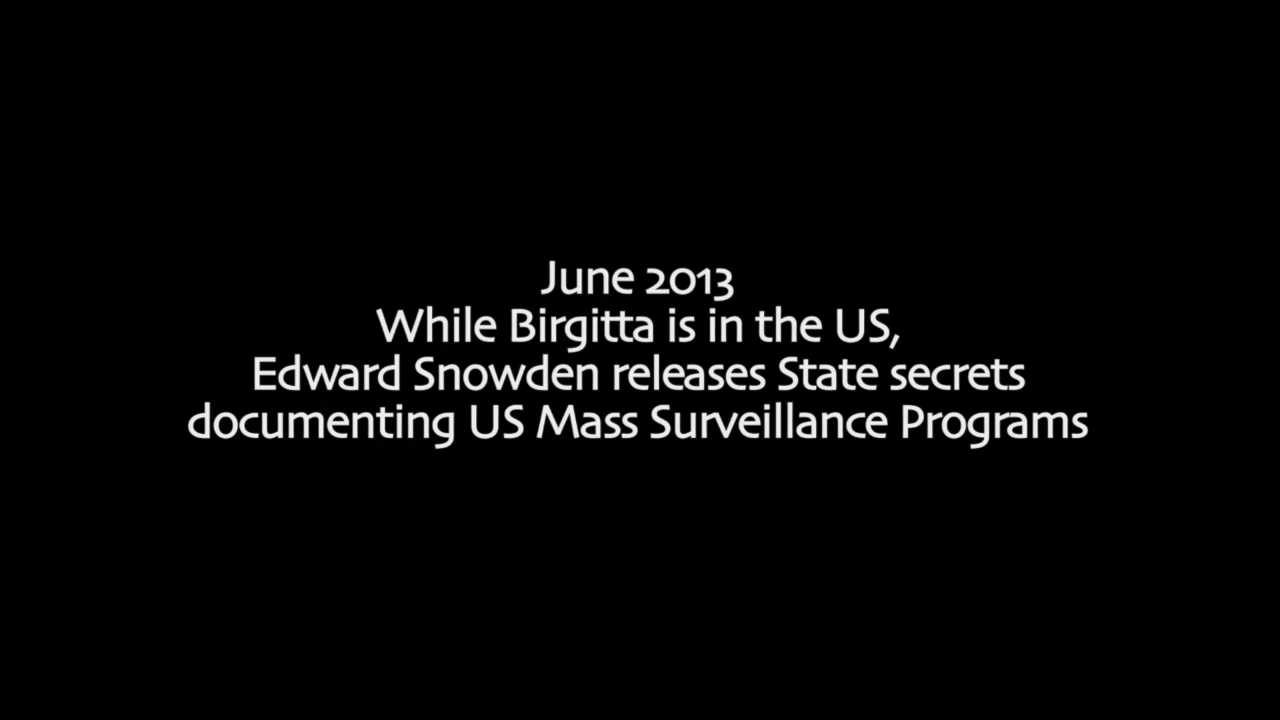 June 2013
While Birgitta is in the US,
Edward Snowden releases State secrets
documenting US Mass Surveillance Programs